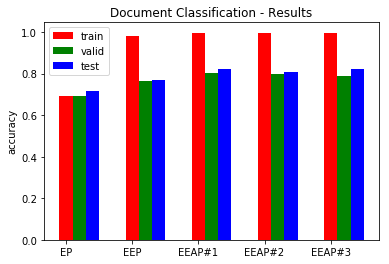 Document Classification - Results
train
valid
test
accuracy
1.0
0.8
0.6
0.4
0.2
0.0
EP EEP EEAP#1 EEAP#2 EEAP#3